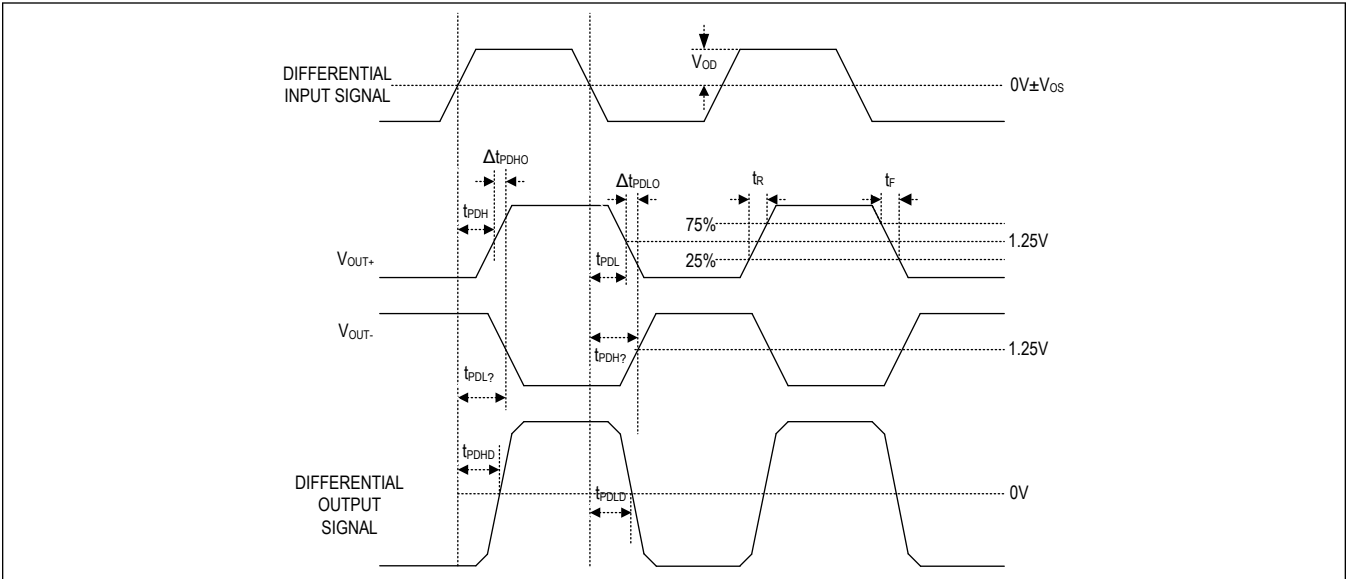 VOD
DIFFERENTIAL
INPUT SIGNAL
0V±VOS
ΔtPDHO
ΔtPDLO
tR
tF
tPDH
75%
1.25V
tPDL
25%
VOUT+
VOUT-
1.25V
tPDH?
tPDL?
tPDHD
DIFFERENTIAL
OUTPUT
SIGNAL
0V
tPDLD